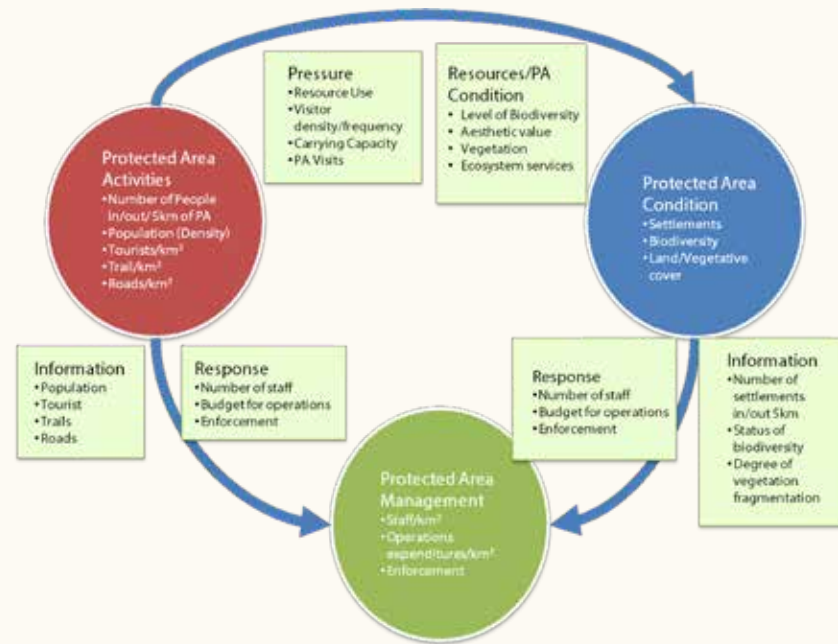 Pressure
•Resource Use
•Visitor
density/frequency
•Carrying Capacity
•PA Visits
Resources/PA
Condition
• Level of Biodiversity
• Aesthetic value
• Vegetation
• Ecosystem services
Protected Area
Activities
•Number of People
in/out/ 5km of PA
•Population (Density)
•Tourists/km²
•Trail/km²
•Roads/km²
Protected Area
Condition
•Settlements
•Biodiversity
•Land/Vegetative
cover
Information
•Population
•Tourist
•Trails
•Roads
Response
•Number of staff
•Budget for operations
•Enforcement
Response
•Number of staff
•Budget for operations
•Enforcement
Information
•Number of
settlements
in/out 5km
•Status of
biodiversity
•Degree of
vegetation
fragmentation
Protected Area
Management
•Staff/km²
•Operations
expenditures/km²
•Enforcement